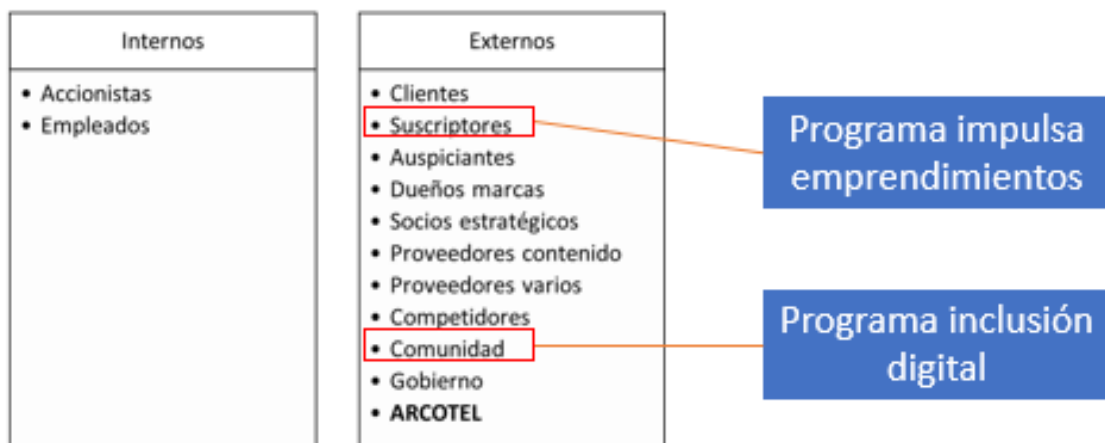 Internos
• Accionistas
• Empleados
Externos
• Clientes
• Suscriptores
• Auspiciantes
• Dueños marcas
• Socios estratégicos
• Proveedores contenido
• Proveedores varios
• Competidores
• Comunidad
• Gobierno
• ARCOTEL
Programa impulsa
emprendimientos
Programa inclusión
digital